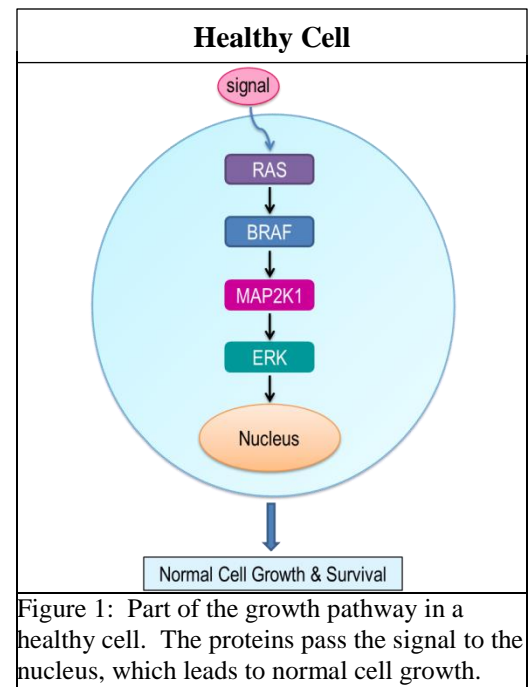 Healthy Cell
signal
RAS
BRAF
MAP2K1
ERK
Nucleus
Normal Cell Growth & Survival
Figure 1:  Part of the growth pathway in a
healthy cell.  The proteins pass the signal to the
nucleus, which leads to normal cell growth.